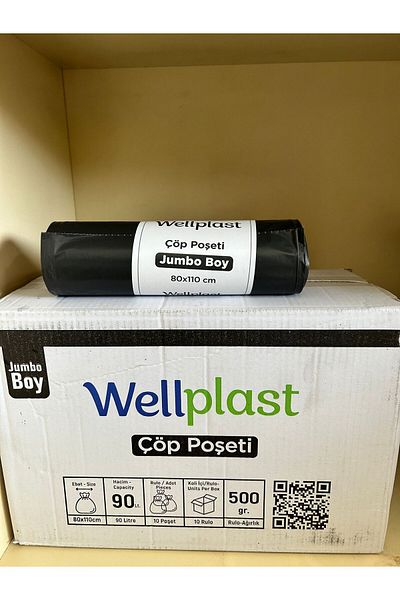 Wellplast
Çöp Poşeti
Jumbo Boy
80x110 cm
Wellplast
Jumbo
Boy
Wellplast
Çöp Poşeti
Ebat - Size
80x110cm
Hacim -
Capacity
90 Lt.
90 Litre
Rulo / Adet
Pieces
10 Poşet
Koli İçi/Rulo-
Units Per Box
10 Rulo
500
gr.
Rulo-Ağırlık